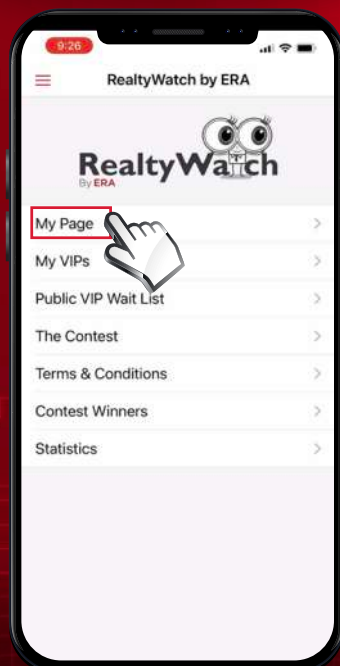 9:26
RealtyWatch by ERA
RealtyWatch
By ERA
My Page
My VIPs
Public VIP Wait List
The Contest
Terms & Conditions
Contest Winners
Statistics